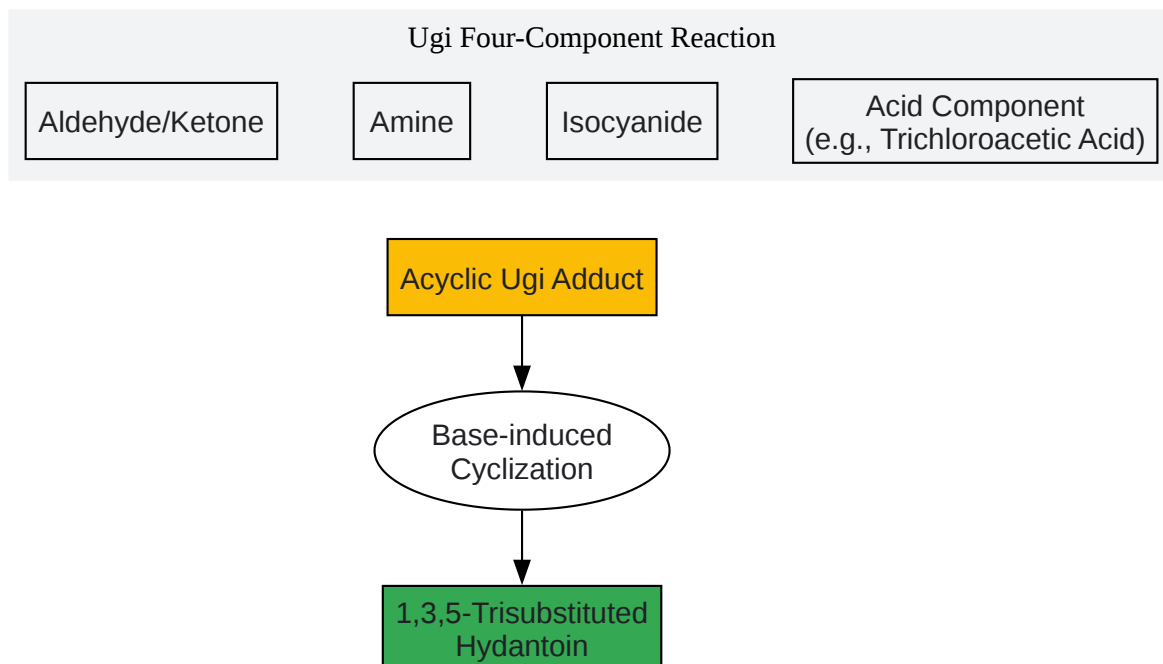 Ugi Four-Component Reaction
Aldehyde/Ketone
Amine
Isocyanide
Acid Component
(e.g., Trichloroacetic Acid)
Acyclic Ugi Adduct
Base-induced
Cyclization
1,3,5-Trisubstituted
Hydantoin